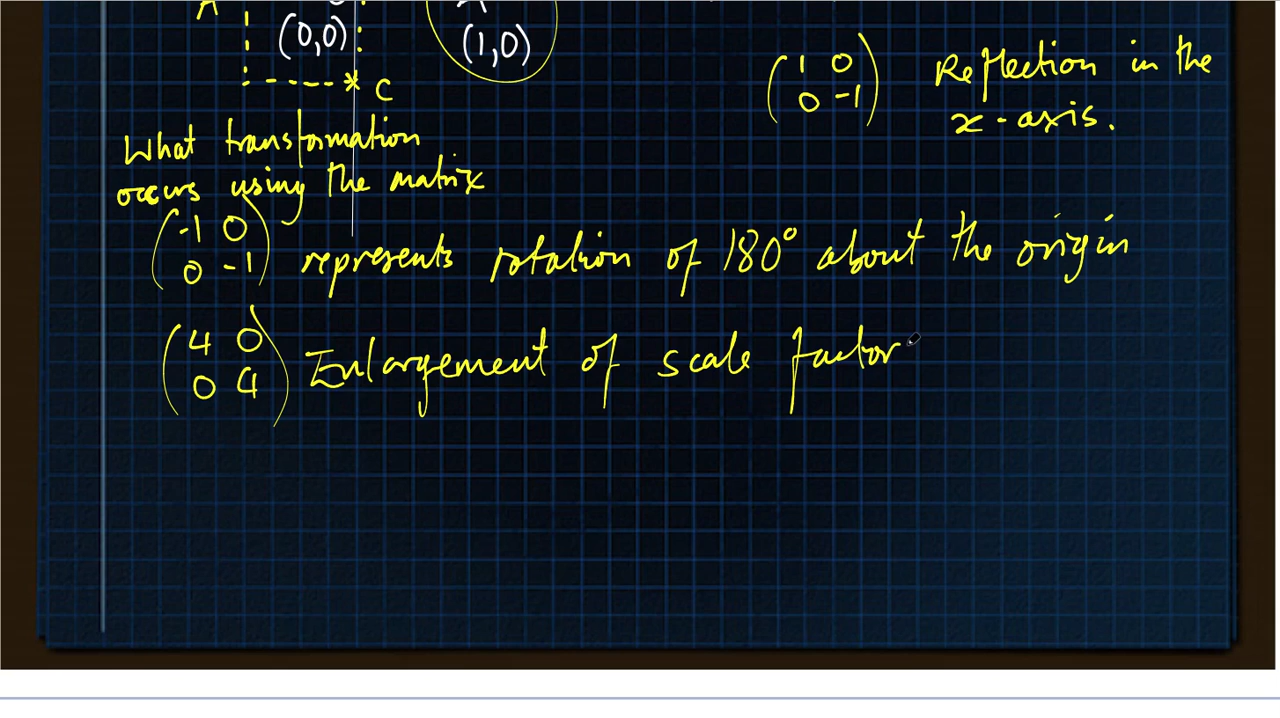 A
(0,0)
(1,0)
C
(1 0
0 -1) Reflection in the
x-axis.
What transformation
occurs using the matrix
(-1 0
0 -1) represents rotation of 180° about the origin
(4 0
0 4) Enlargement of scale factor